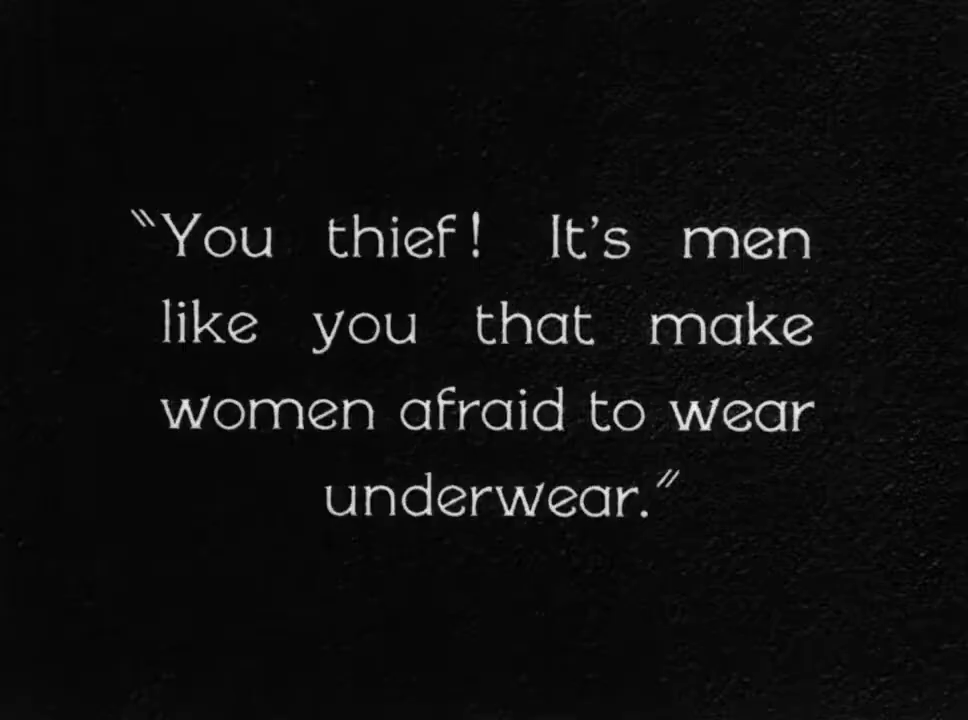 "You thief! It's men
like you that make
women afraid to wear
underwear."